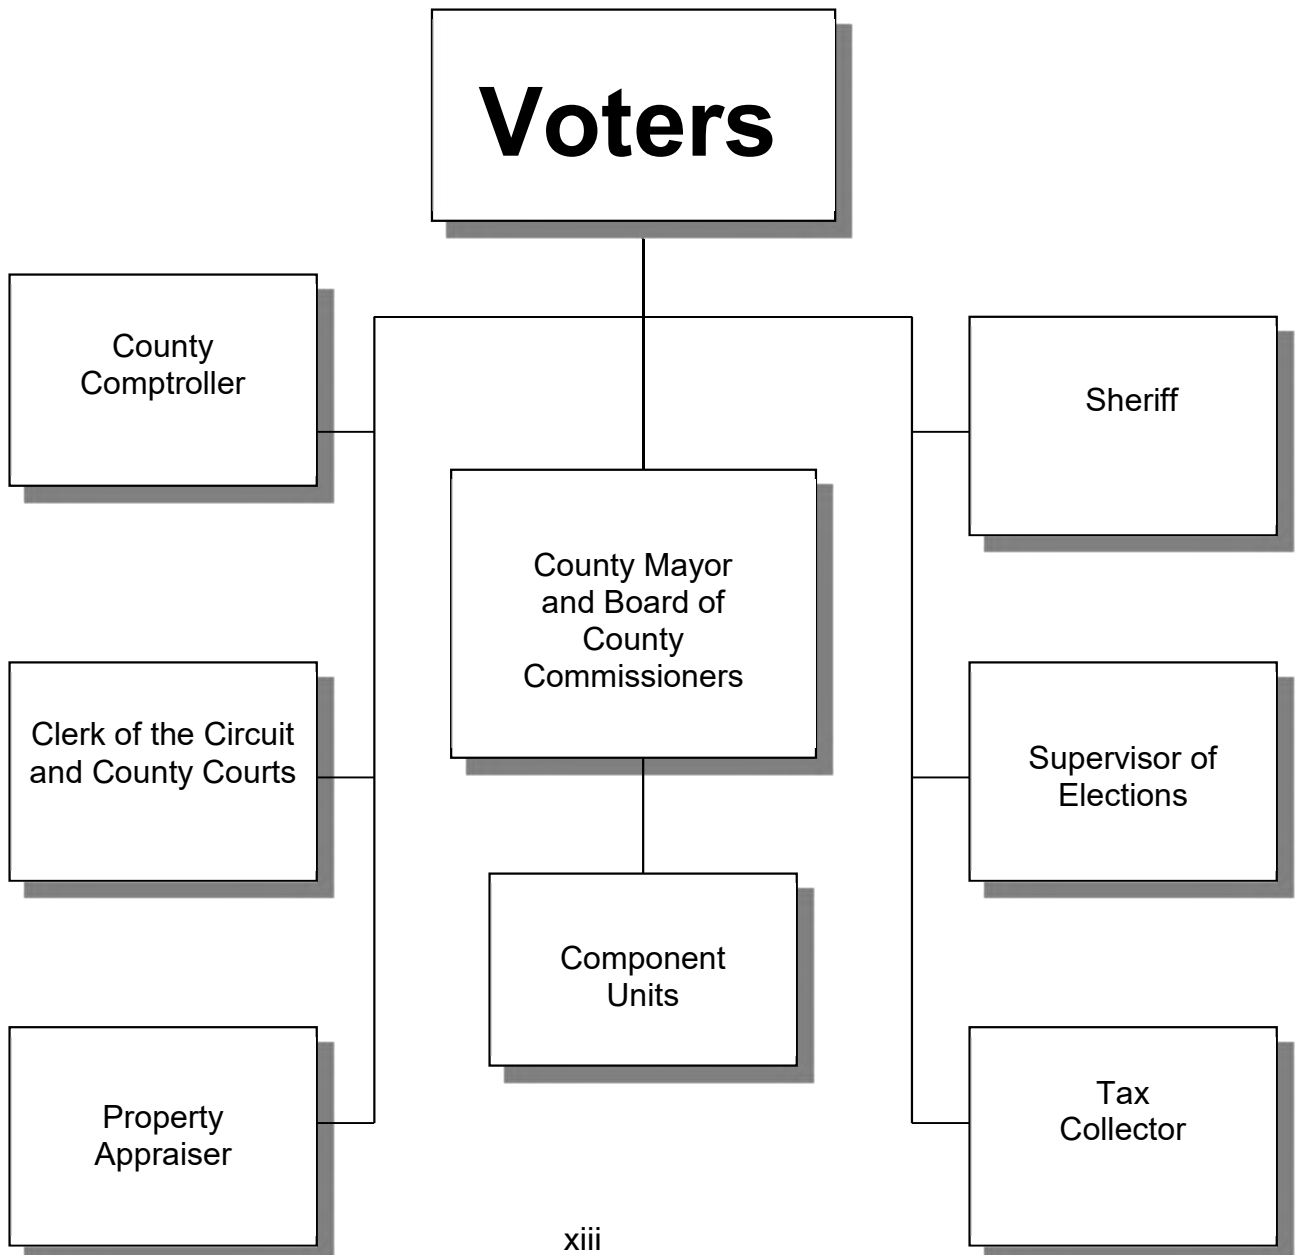 Voters
County
Comptroller
Sheriff
County Mayor
and Board of
County
Commissioners
Clerk of the Circuit
and County Courts
Supervisor of
Elections
Component
Units
Property
Appraiser
Tax
Collector
xiii